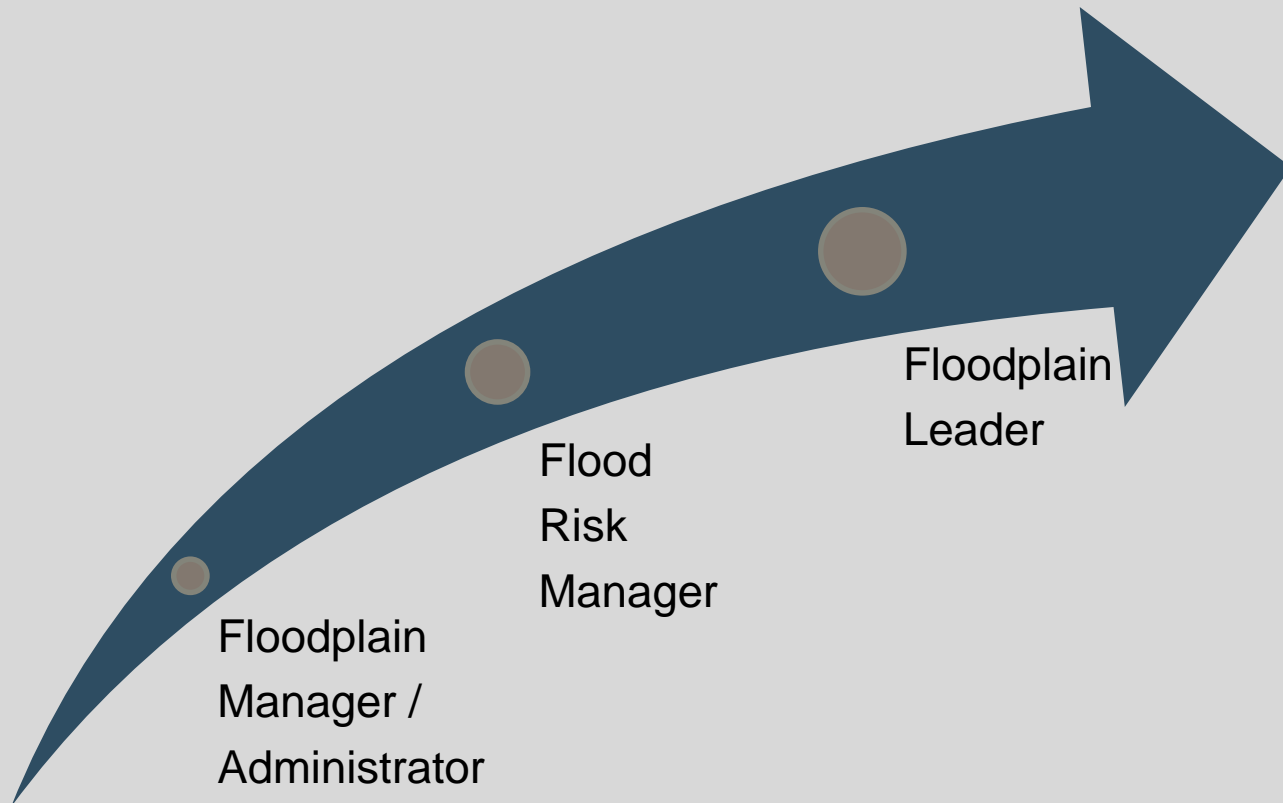 Floodplain
Manager /
Administrator
Flood
Risk
Manager
Floodplain
Leader